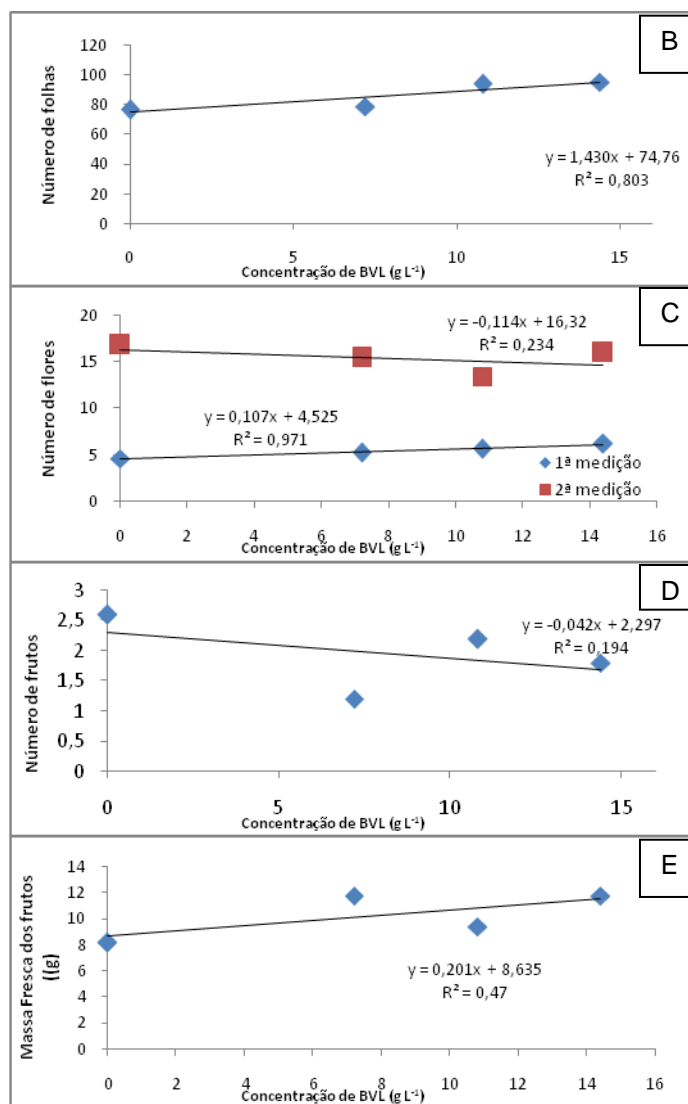 B
Número de folhas
120
100
80
60
40
20
0
y = 1,430x + 74,76
R² = 0,803
0 5 10 15
Concentração de BVL (g L⁻¹)
C
Número de flores
20
15
10
5
0
y = -0,114x + 16,32
R² = 0,234
y = 0,107x + 4,525
R² = 0,971
1ª medição
2ª medição
0 2 4 6 8 10 12 14 16
Concentração de BVL (g L⁻¹)
D
Número de frutos
3
2,5
2
1,5
1
0,5
0
y = -0,042x + 2,297
R² = 0,194
0 5 10 15
Concentração de BVL (g L⁻¹)
E
Massa Fresca dos frutos
((g)
14
12
10
8
6
4
2
0
y = 0,201x + 8,635
R² = 0,47
0 2 4 6 8 10 12 14 16
Concentração de BVL (g L⁻¹)